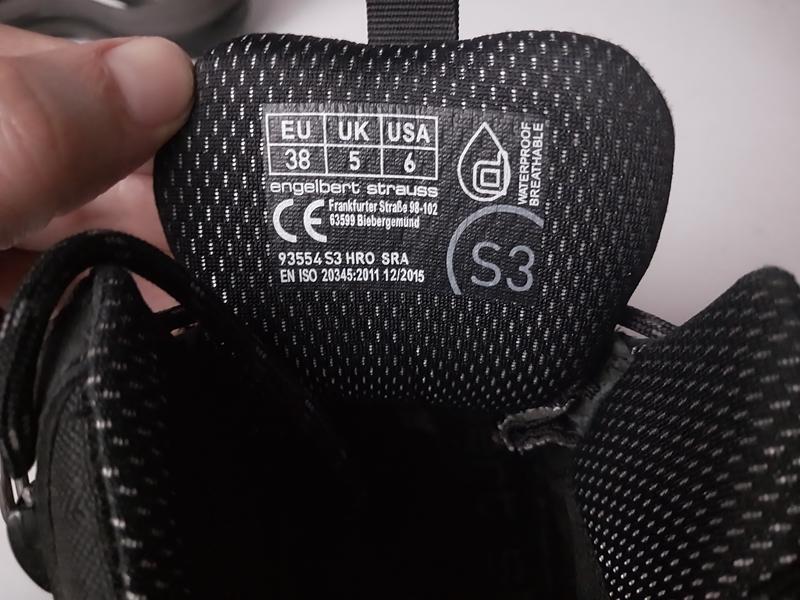 EU UK USA
38 5 6
engelbert strauss
CE Frankfurter Straße 98-102
63599 Biebergemünd
93554 S3 HRO SRA
EN ISO 20345:2011 12/2015
WATERPROOF
BREATHABLE
S3